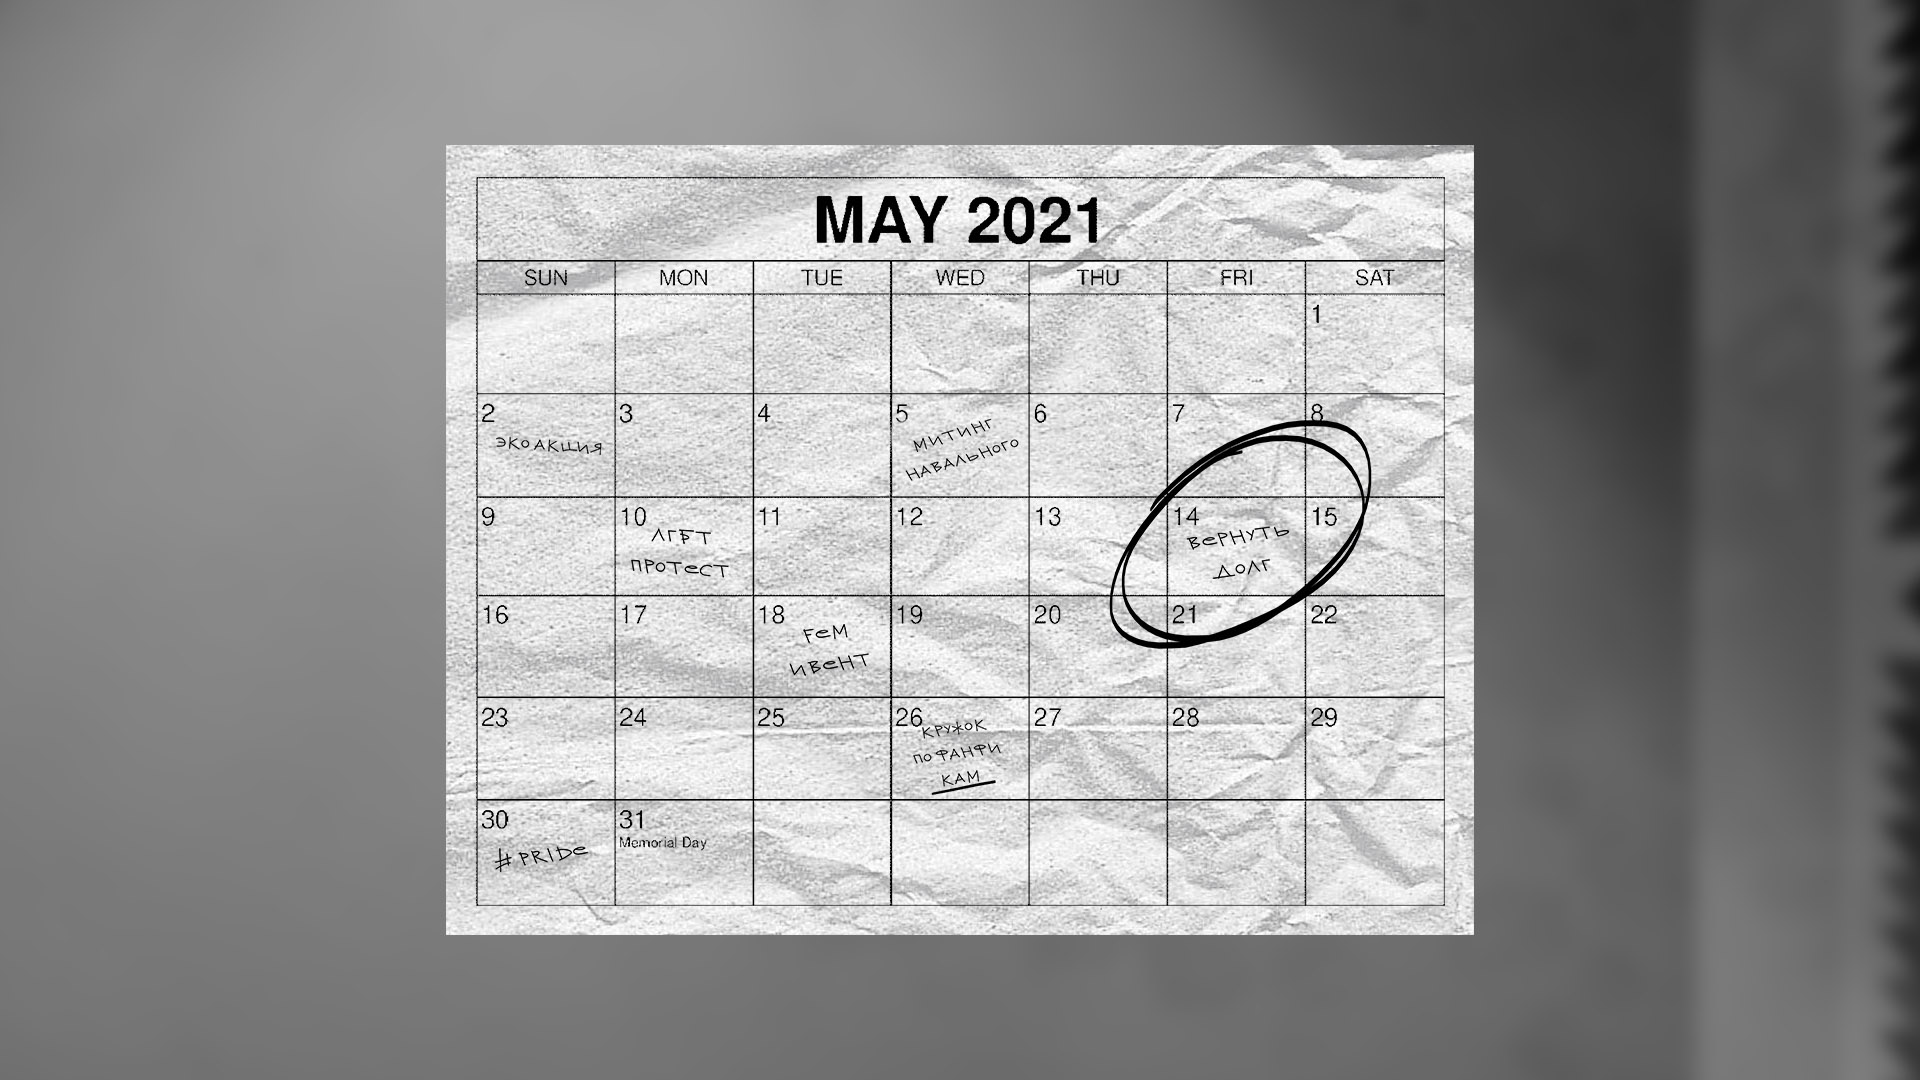 MAY 2021
SUN MON TUE WED THU FRI SAT
1
2 3 4 5 6 7 8
экоакция
митинг
навального
9 10 11 12 13 14 15
лгбт
протест
вернуть
долг
16 17 18 19 20 21 22
fem
ивент
23 24 25 26 27 28 29
кружок
по фанфи
кам
30 31
#PRIDe
Memorial Day